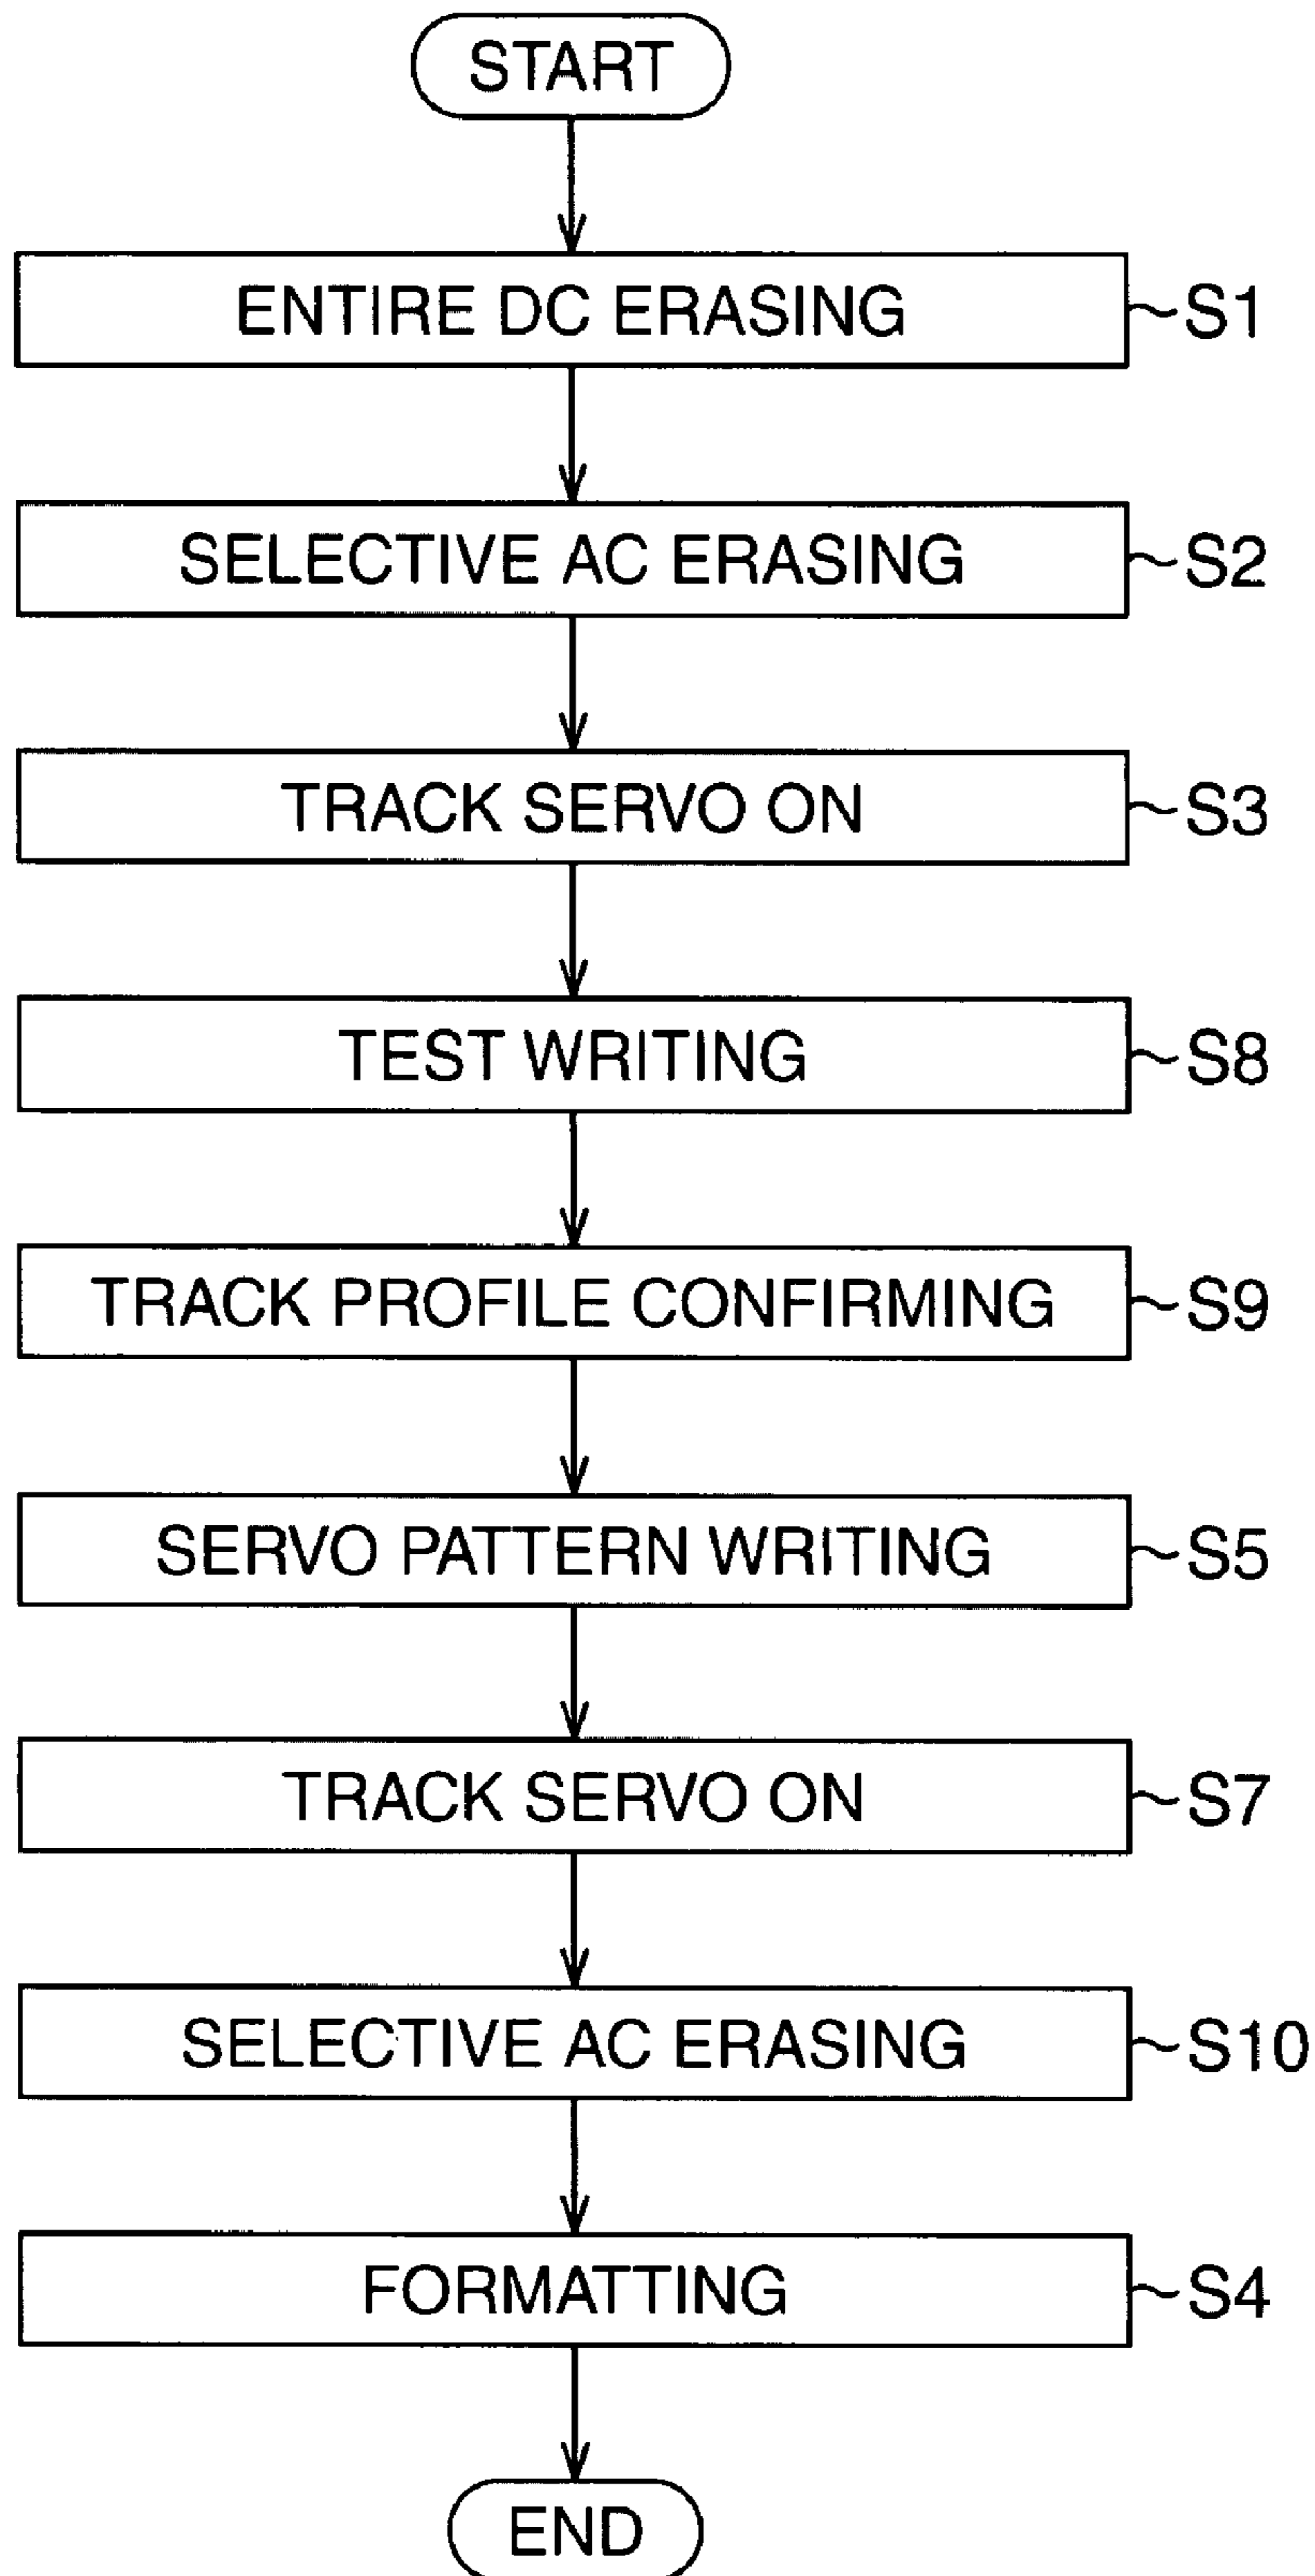 START
ENTIRE DC ERASING ~S1
SELECTIVE AC ERASING ~S2
TRACK SERVO ON ~S3
TEST WRITING ~S8
TRACK PROFILE CONFIRMING ~S9
SERVO PATTERN WRITING ~S5
TRACK SERVO ON ~S7
SELECTIVE AC ERASING ~S10
FORMATTING ~S4
END